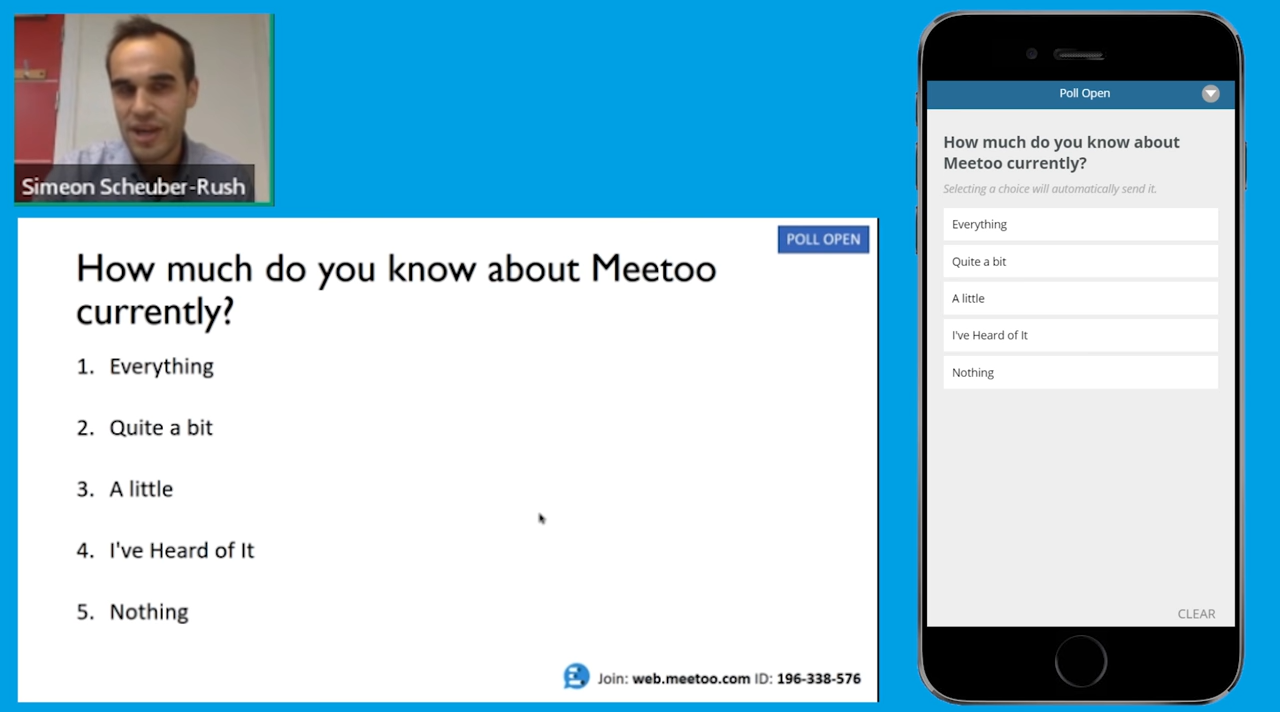 Simeon Scheuber-Rush
POLL OPEN
How much do you know about Meetoo
currently?
1. Everything
2. Quite a bit
3. A little
4. I've Heard of It
5. Nothing
Join: web.meetoo.com ID: 196-338-576
Poll Open
How much do you know about
Meetoo currently?
Selecting a choice will automatically send it.
Everything
Quite a bit
A little
I've Heard of It
Nothing
CLEAR